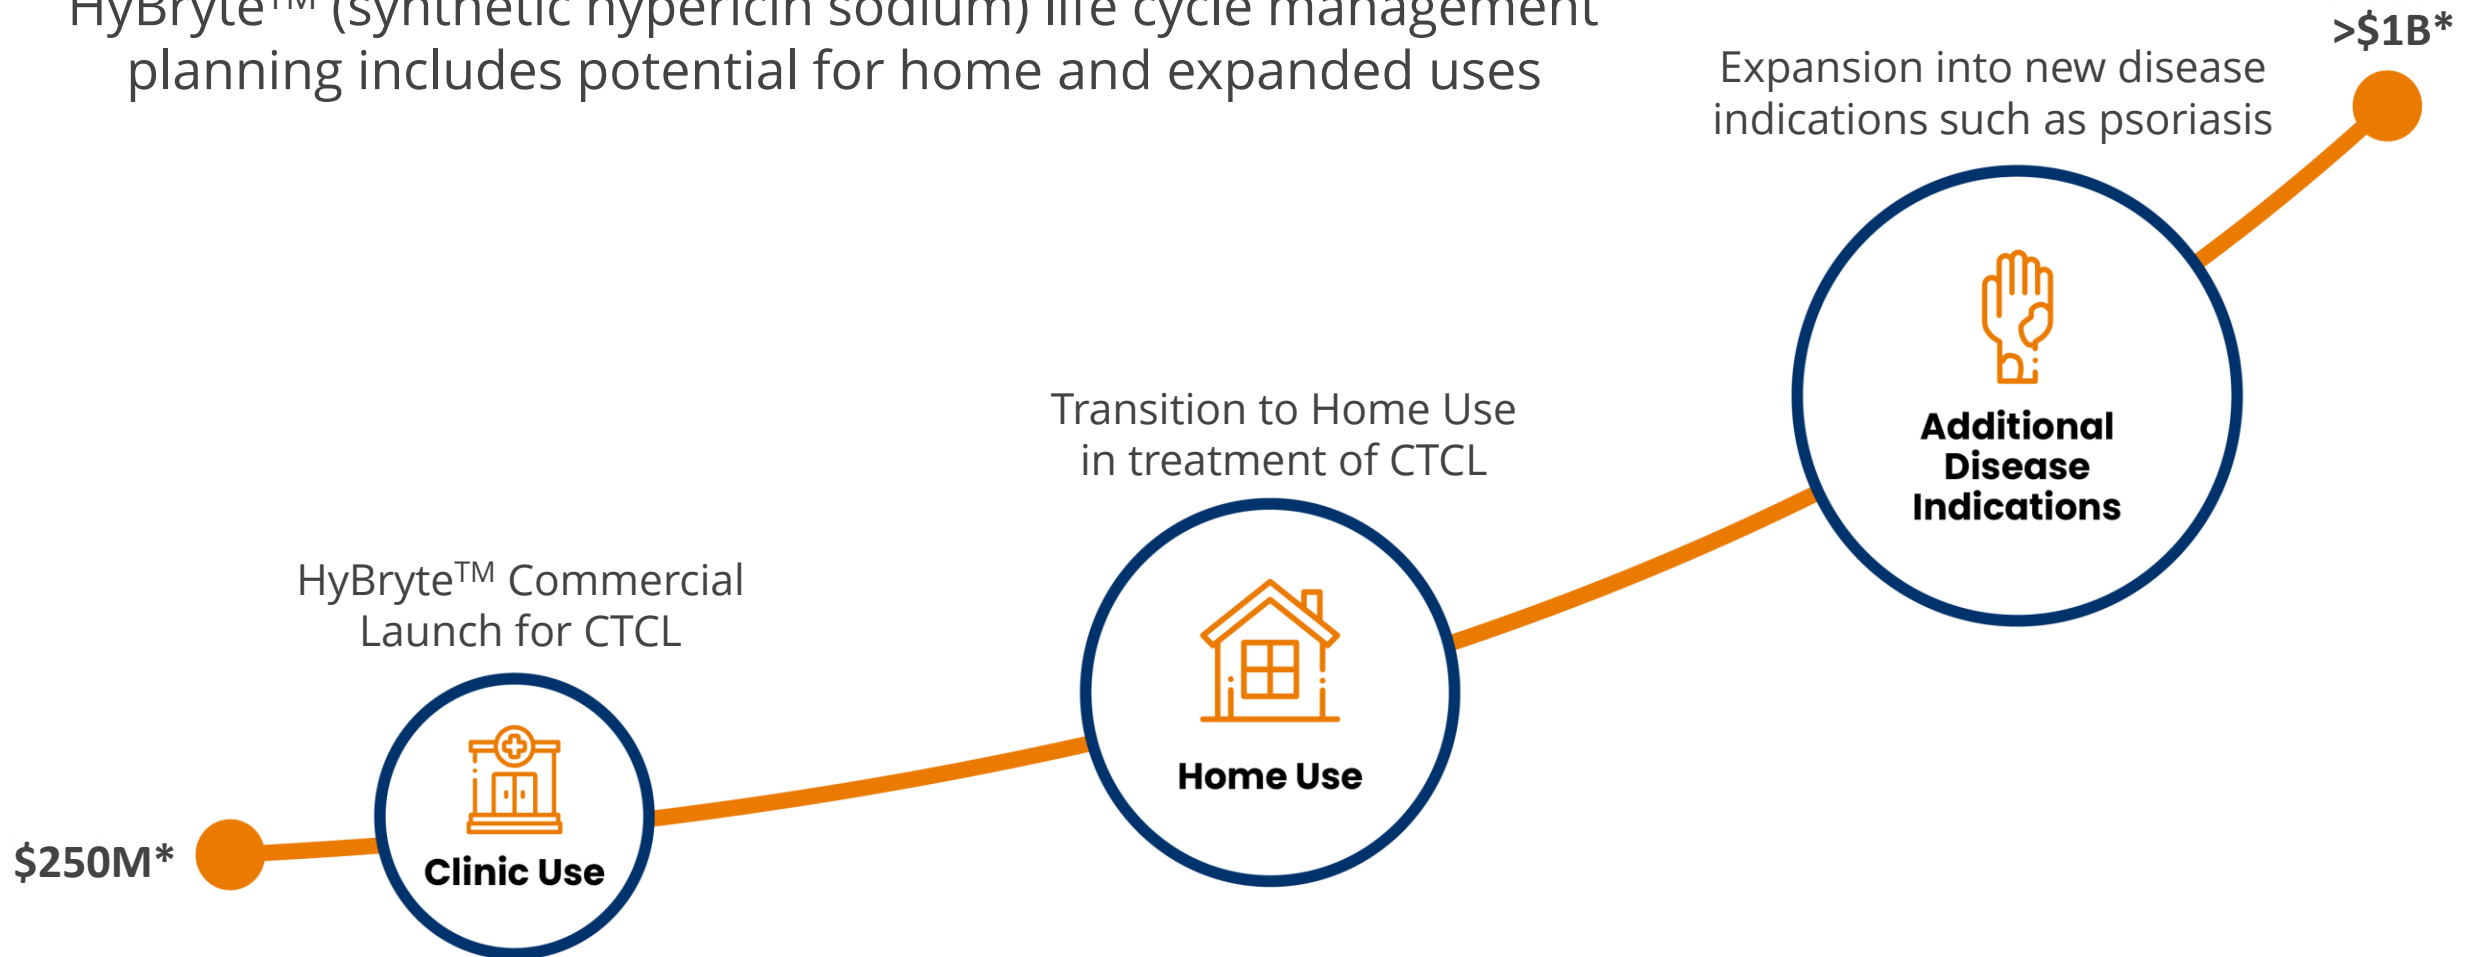 HyBryte™ (synthetic hypericin sodium) life cycle management
planning includes potential for home and expanded uses
>$1B*
Expansion into new disease
indications such as psoriasis
Additional
Disease
Indications
Transition to Home Use
in treatment of CTCL
Home Use
HyBryte™ Commercial
Launch for CTCL
Clinic Use
$250M*